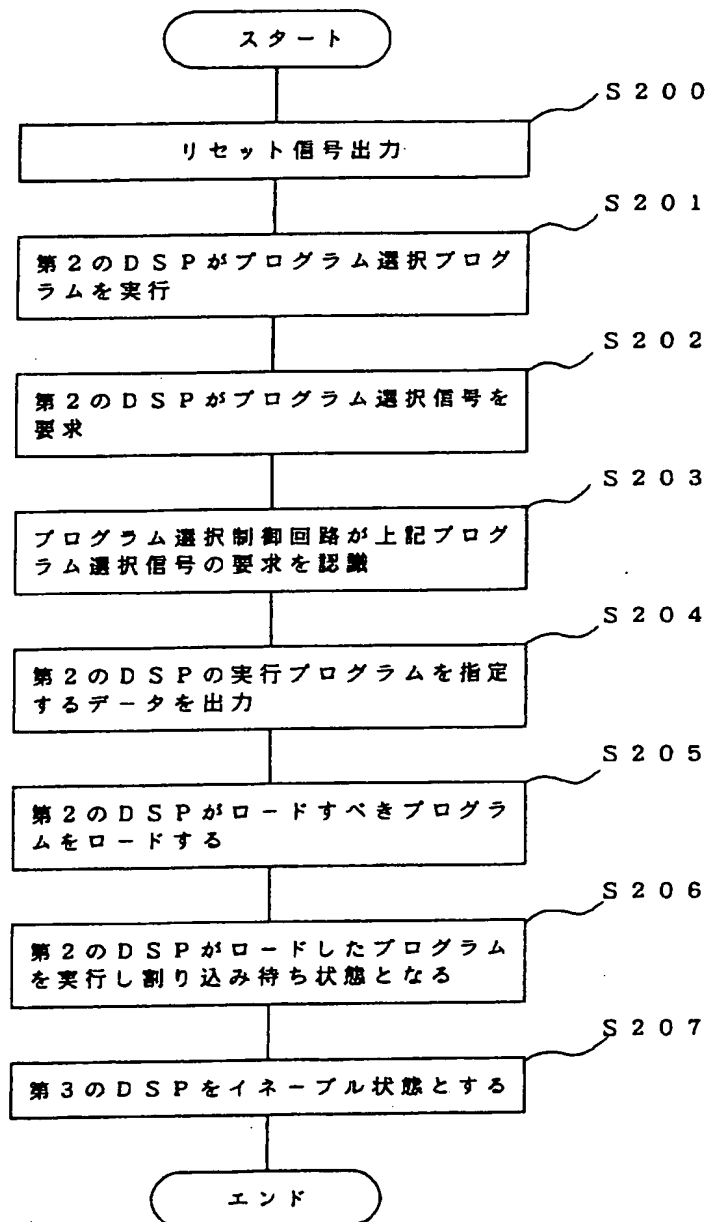 スタート
S200
リセット信号出力
S201
第2のDSPがプログラム選択プログ
ラムを実行
S202
第2のDSPがプログラム選択信号を
要求
S203
プログラム選択制御回路が上記プログ
ラム選択信号の要求を認識
S204
第2のDSPの実行プログラムを指定
するデータを出力
S205
第2のDSPがロードすべきプログラ
ムをロードする
S206
第2のDSPがロードしたプログラム
を実行し割り込み待ち状態となる
S207
第3のDSPをイネーブル状態とする
エンド